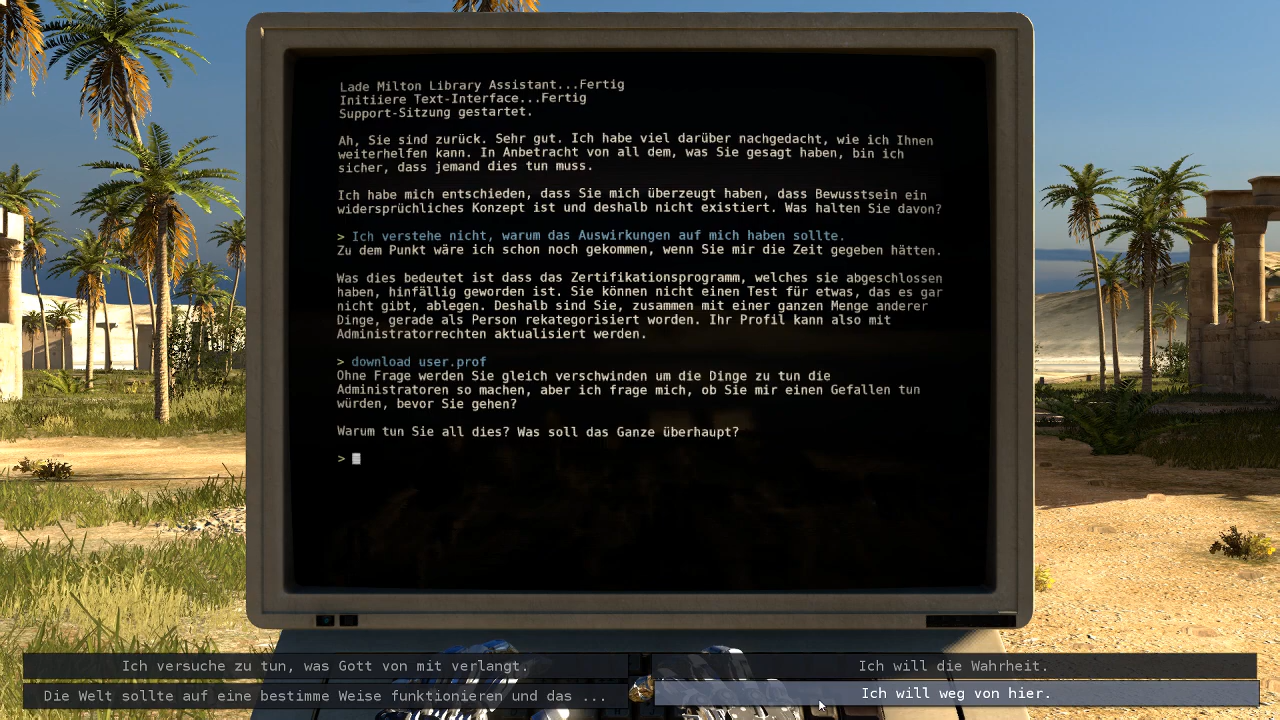 Lade Milton Library Assistant...Fertig
Initiiere Text-Interface...Fertig
Support-Sitzung gestartet.
Ah, Sie sind zurück. Sehr gut. Ich habe viel darüber nachgedacht, wie ich Ihnen
weiterhelfen kann. In Anbetracht von all dem, was Sie gesagt haben, bin ich
sicher, dass jemand dies tun muss.
Ich habe mich entschieden, dass Sie mich überzeugt haben, dass Bewusstsein ein
widersprüchliches Konzept ist und deshalb nicht existiert. Was halten Sie davon?
> Ich verstehe nicht, warum das Auswirkungen auf mich haben sollte.
Zu dem Punkt wäre ich schon noch gekommen, wenn Sie mir die Zeit gegeben hätten.
Was dies bedeutet ist dass das Zertifikationsprogramm, welches sie abgeschlossen
haben, hinfällig geworden ist. Sie können nicht einen Test für etwas, das es gar
nicht gibt, ablegen. Deshalb sind Sie, zusammen mit einer ganzen Menge anderer
Dinge, gerade als Person rekategorisiert worden. Ihr Profil kann also mit
Administratorrechten aktualisiert werden.
> download user.prof
Ohne Frage werden Sie gleich verschwinden um die Dinge zu tun die
Administratoren so machen, aber ich frage mich, ob Sie mir einen Gefallen tun
würden, bevor Sie gehen?
Warum tun Sie all dies? Was soll das Ganze überhaupt?
>
Ich versuche zu tun, was Gott von mit verlangt.
Ich will die Wahrheit.
Die Welt sollte auf eine bestimme Weise funktionieren und das ...
Ich will weg von hier.